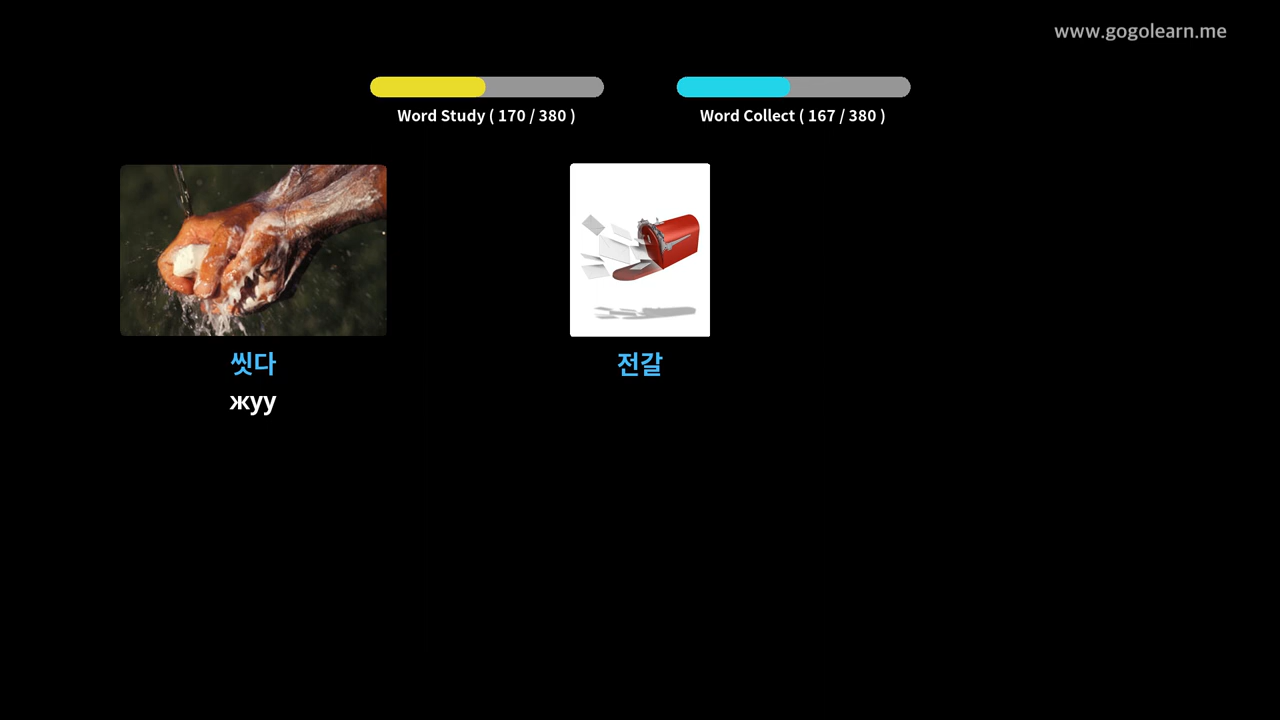 www.gogolearn.me
Word Study ( 170 / 380 )
Word Collect ( 167 / 380 )
씻다
жуу
전갈